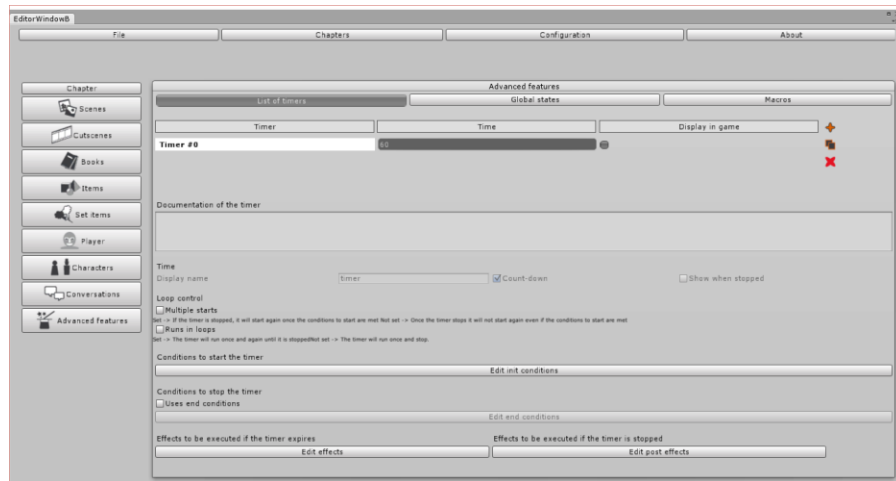 EditorWindowB
File Chapters Configuration About
Chapter
Scenes
Cutscenes
Books
Items
Set items
Player
Characters
Conversations
Advanced features
Advanced features
List of timers Global states Macros
Timer Time Display in game
Timer #0 60
Documentation of the timer
Time
Display name timer Count-down Show when stopped
Loop control
Multiple starts
Set -> If the timer is stopped, it will start again once the conditions to start are met Not set -> Once the timer stops it will not start again even if the conditions to start are met
Runs in loops
Set -> The timer will run once and again until it is stoppedNot set -> The timer will run once and stop.
Conditions to start the timer
Edit init conditions
Conditions to stop the timer
Uses end conditions
Edit end conditions
Effects to be executed if the timer expires Effects to be executed if the timer is stopped
Edit effects Edit post effects